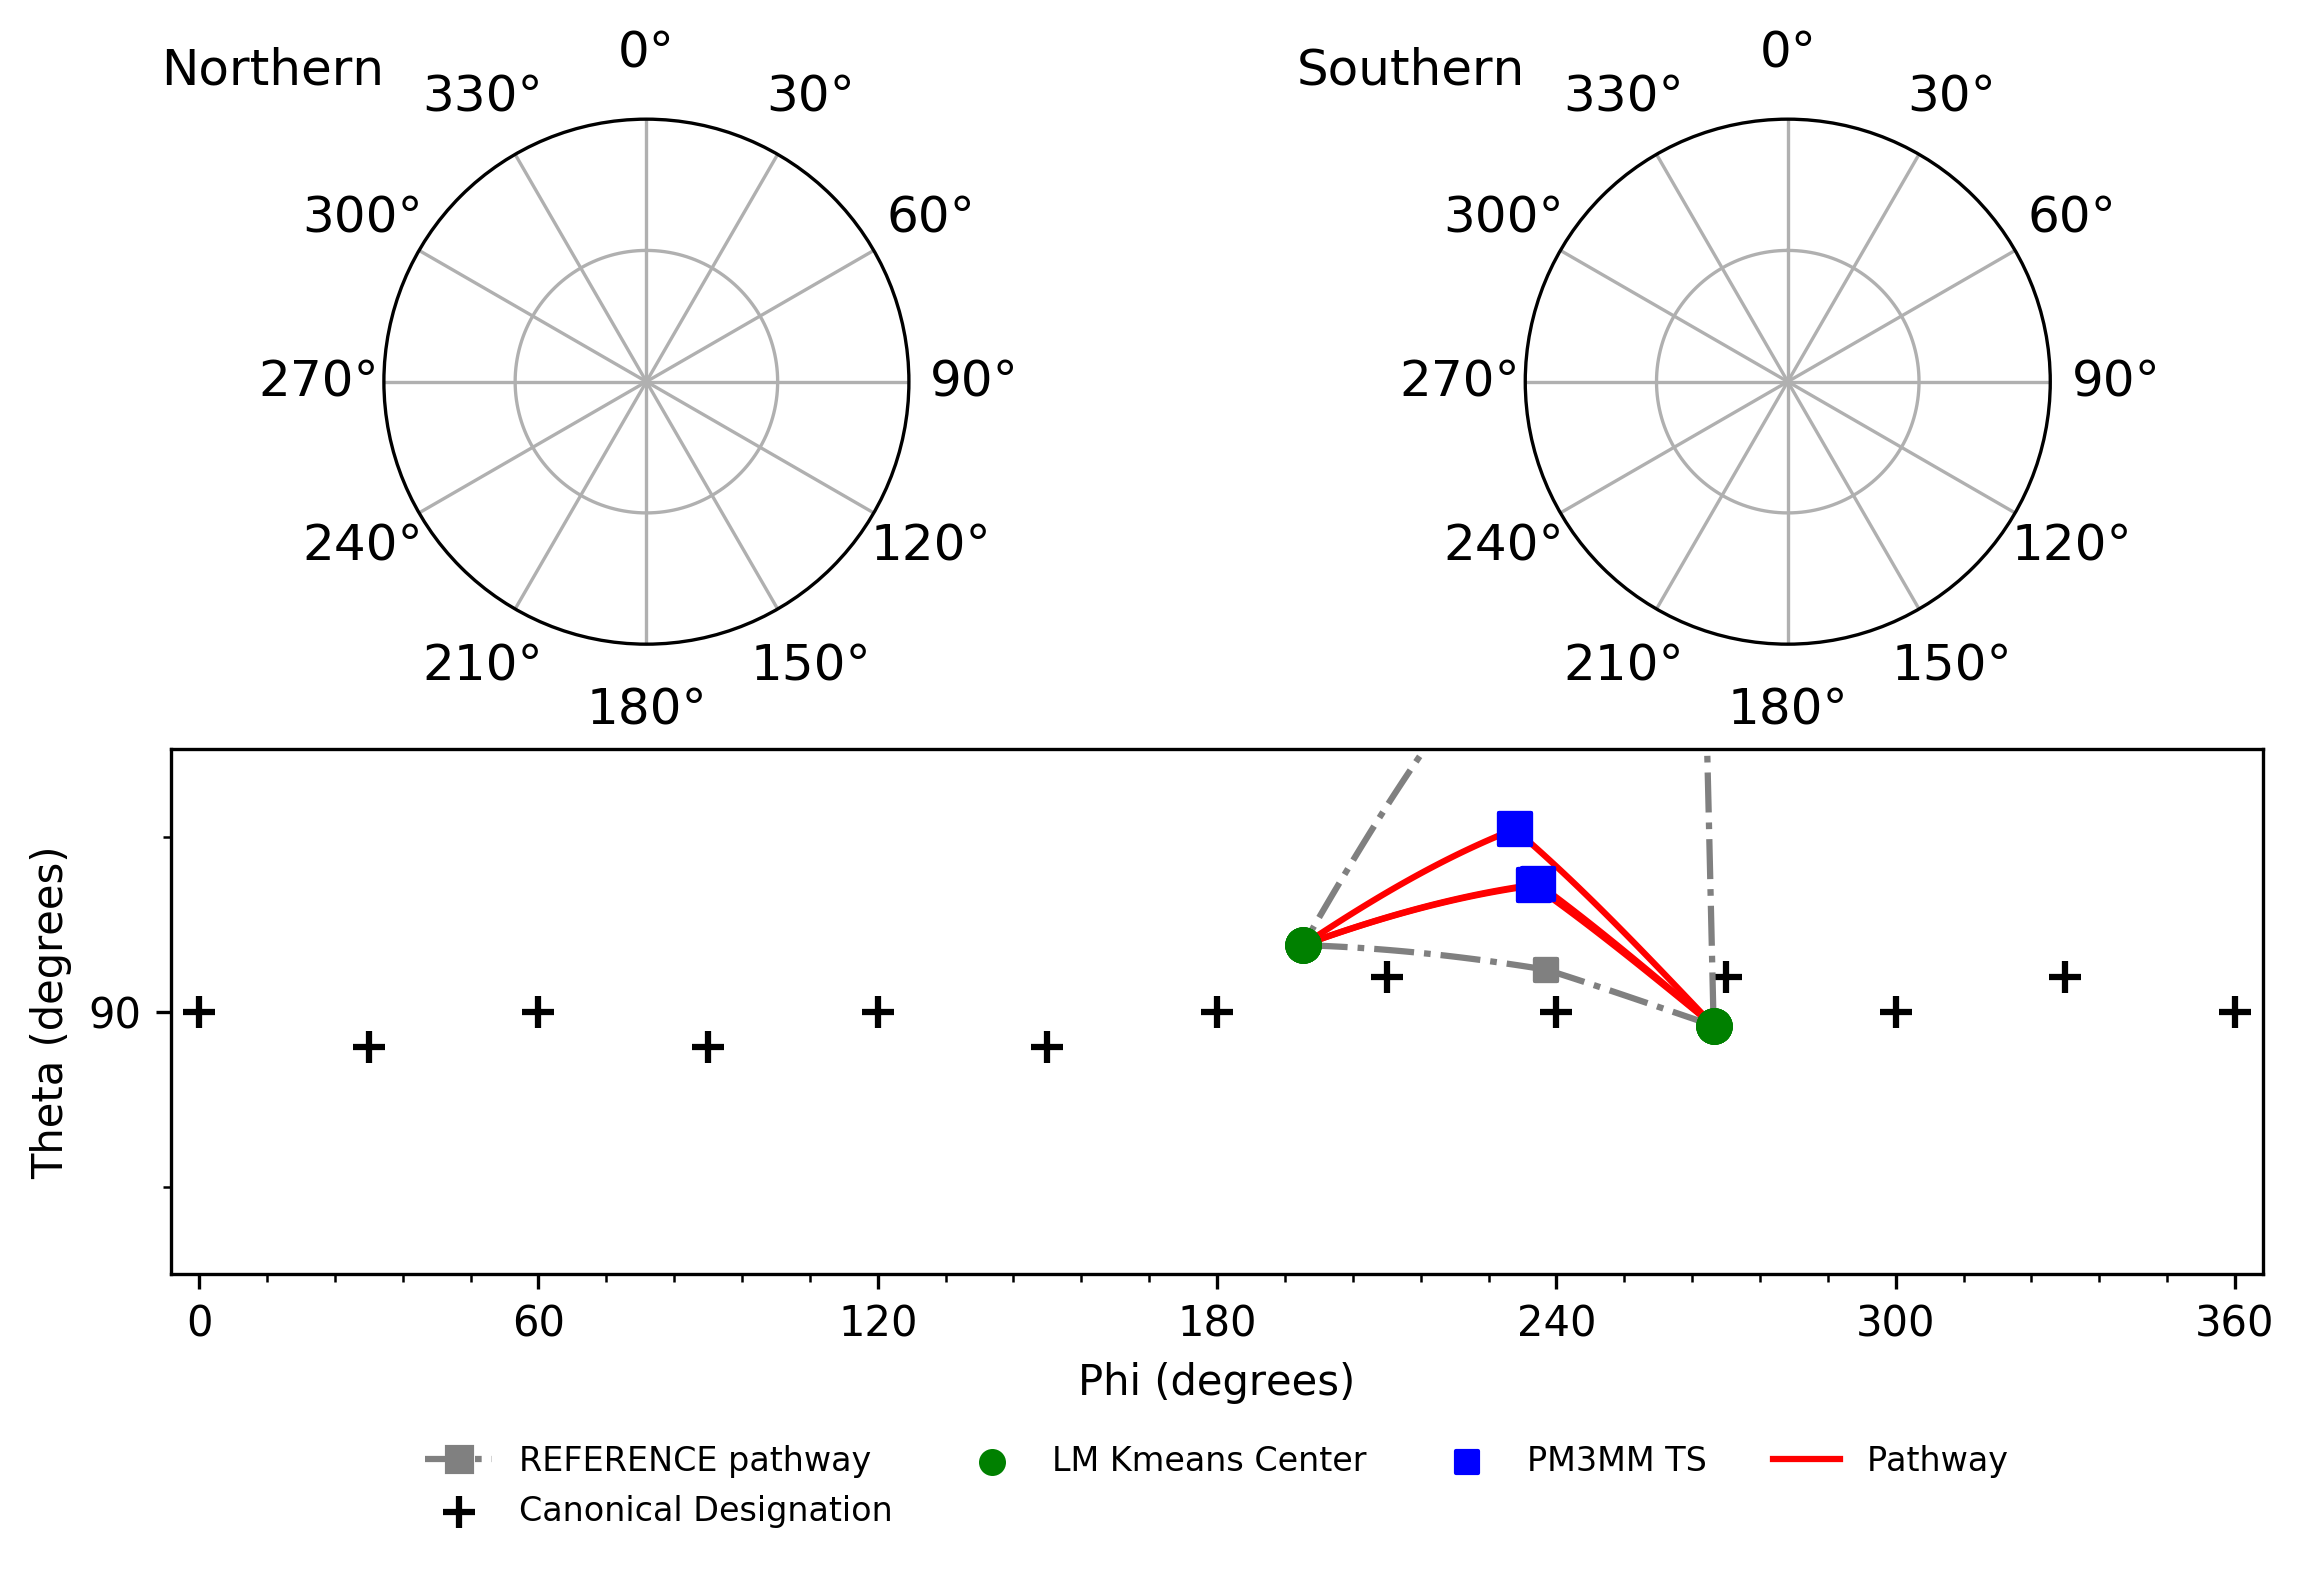 Northern
0°
30°
60°
90°
120°
150°
180°
210°
240°
270°
300°
330°
Southern
0°
30°
60°
90°
120°
150°
180°
210°
240°
270°
300°
330°
Theta (degrees)
90
0 60 120 180 240 300 360
Phi (degrees)
REFERENCE pathway
Canonical Designation
LM Kmeans Center
PM3MM TS
Pathway